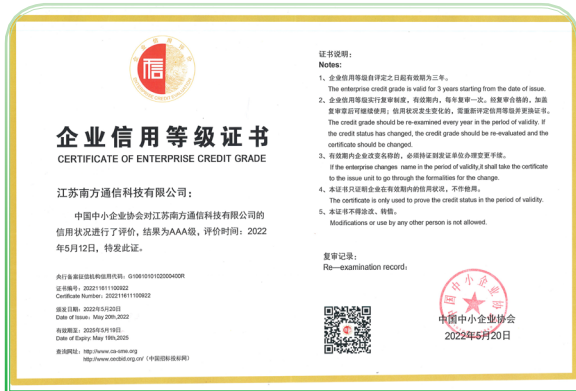 信
企业信用等级证书
CERTIFICATE OF ENTERPRISE CREDIT GRADE
江苏南方通信科技有限公司：
中国中小企业协会对江苏南方通信科技有限公司的
信用状况进行了评价，结果为AAA级，评价时间：2022
年5月12日，特发此证。
央行备案征信机构信用代码：G1061010102000400R
证书编号：202211611100922
Certificate Number：202211611100922
颁发日期：2022年5月20日
Date of Issue：May 20th,2022
有效期至：2025年5月19日
Date of Expiry: May 19th,2025
查询网址：http://www.ca-sme.org
http://www.cecbid.org.cn/（中国招标投标网）
证书说明：
Notes:
1、企业信用等级自评定之日起有效期为三年。
The enterprise credit grade is valid for 3 years starting from the date of issue.
2、企业信用等级实行复审制度，有效期内，每年复审一次。经复审合格的，加盖
复审章后可继续使用；信用状况发生变化的，需重新评定信用等级并更换证书。
The credit grade should be re-examined every year in the period of validity. If
the credit status has changed, the credit grade should be re-evaluated and the
certificate should be changed.
3、有效期内企业改变名称的，必须持证到发证单位办理变更手续。
If the enterprise changes name in the period of validity,it shall take the certificate
to the issue unit to go through the formalities for the change.
4、本证书只证明企业在有效期内的信用状况，不作他用。
The certificate is only used to prove the credit status in the period of validity.
5、本证书不得涂改、转借。
Modifications or use by any other person is not allowed.
复审记录：
Re—examination record:
中国中小企业协会
中国中小企业协会
2022年5月20日